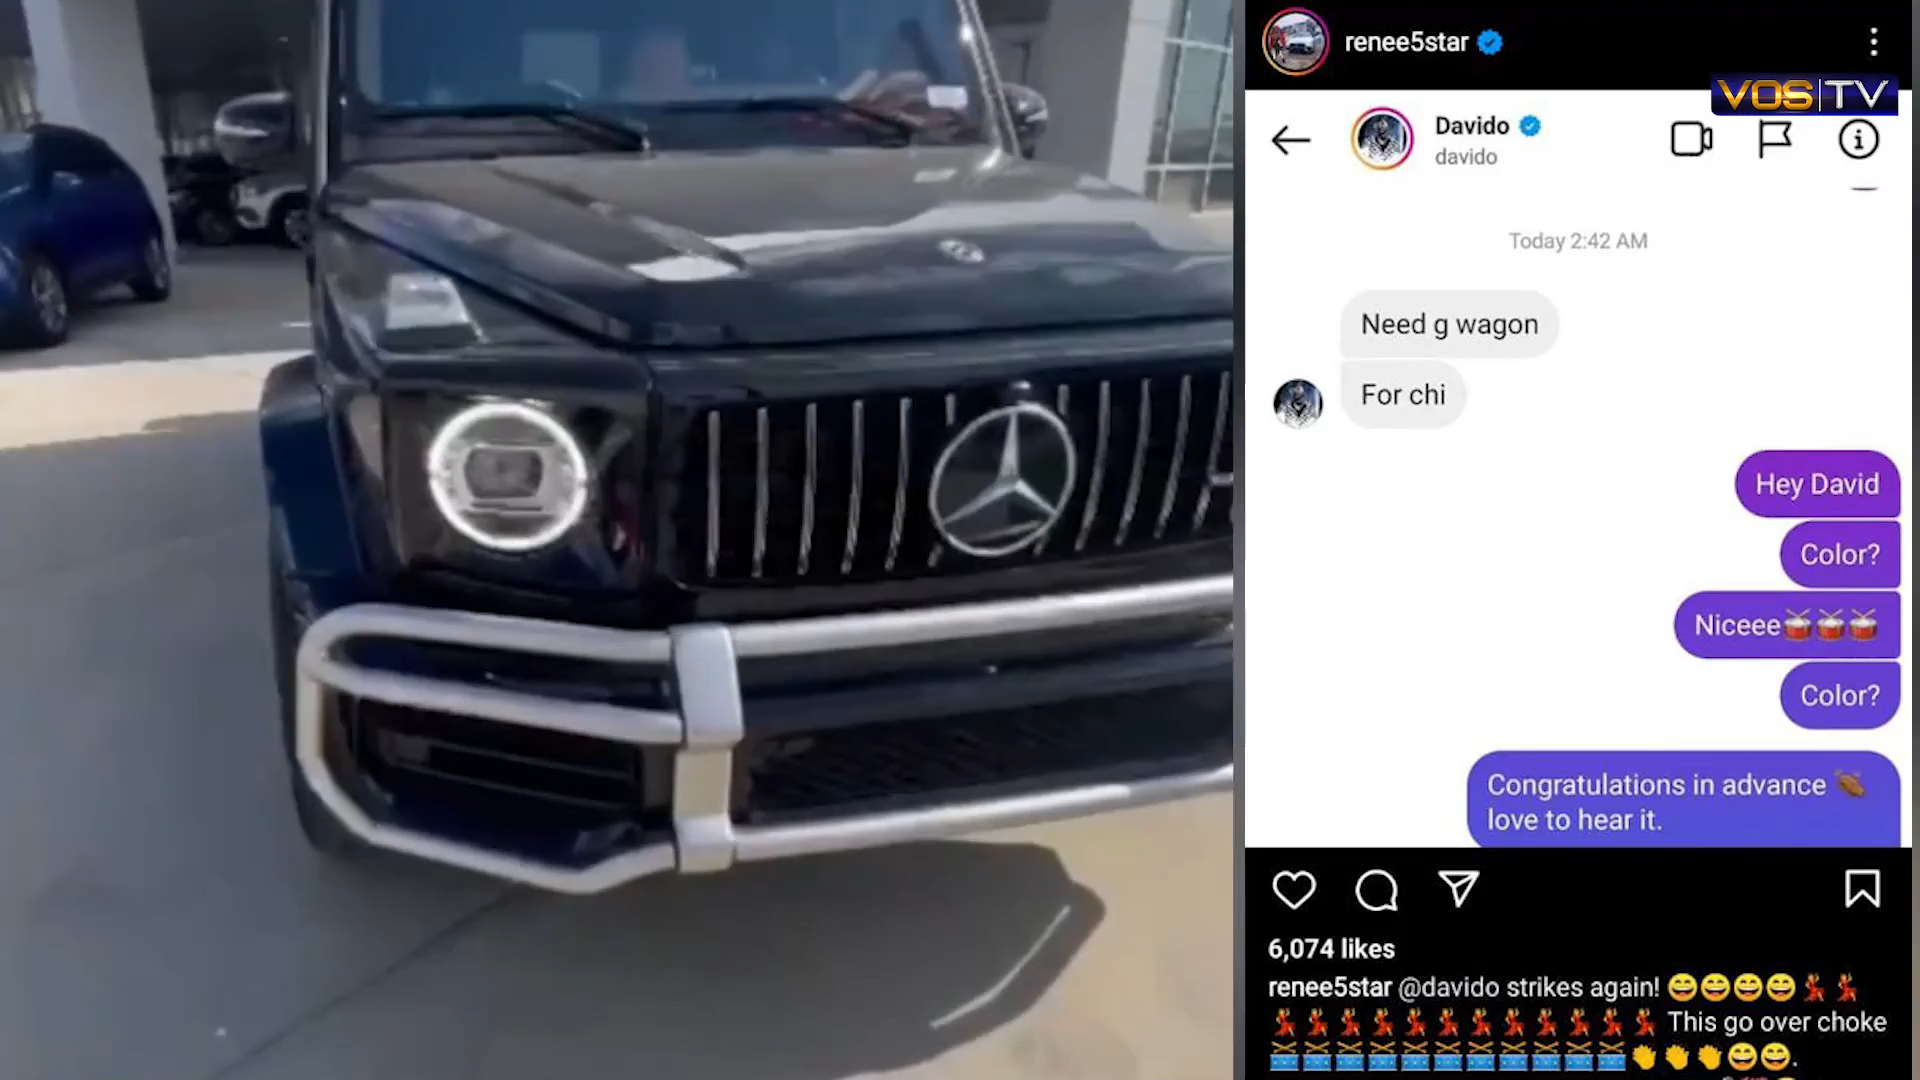 renee5star
VOS TV
Davido
davido
Today 2:42 AM
Need g wagon
For chi
Hey David
Color?
Niceee🥁🥁🥁
Color?
Congratulations in advance 👏🏾
love to hear it.
6,074 likes
renee5star @davido strikes again! 😄😄😄😄💃💃
💃💃💃💃💃💃💃💃💃💃💃💃 This go over choke
👏👏👏😄😄.